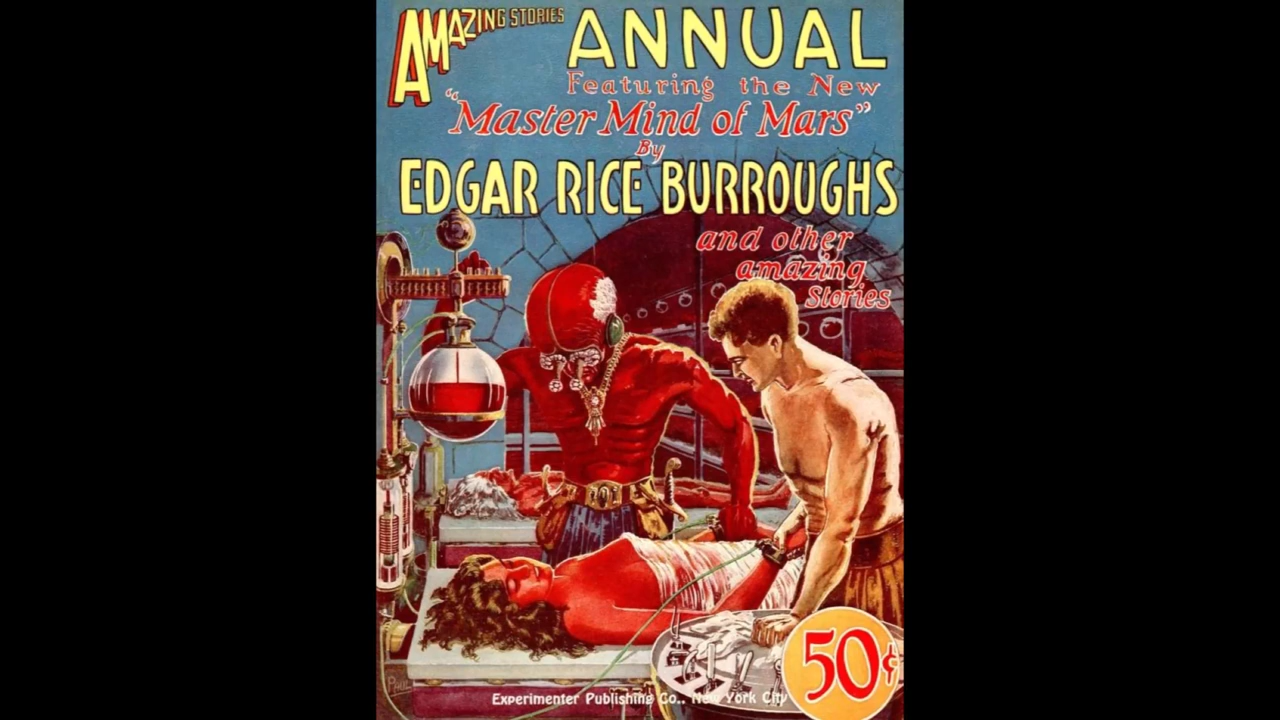 AMAZING STORIES
ANNUAL
Featuring the New
"Master Mind of Mars"
By
EDGAR RICE BURROUGHS
and other
amazing
Stories
50¢
PAUL
Experimenter Publishing Co., New York City